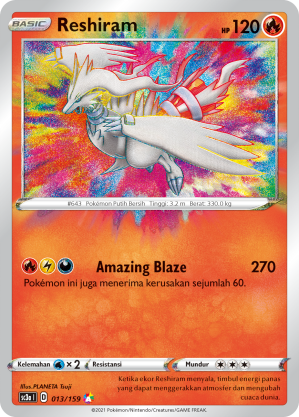 BASIC Reshiram HP 120
#643 Pokémon Putih Bersih Tinggi: 3.2 m Berat: 330.0 kg
Amazing Blaze 270
Pokémon ini juga menerima kerusakan sejumlah 60.
Kelemahan ×2 Resistansi Mundur
Illus. PLANETA Tsuji
sc3a I D 013/159
Ketika ekor Reshiram menyala, timbul energi panas
yang dapat menggerakkan atmosfer dan mengubah
cuaca dunia.
©2021 Pokémon/Nintendo/Creatures/GAME FREAK.